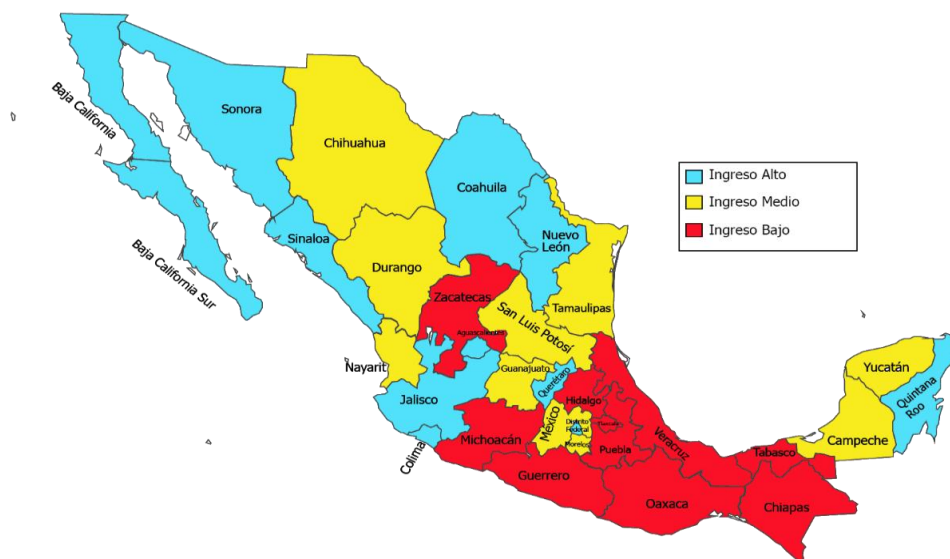 Baja California
Sonora
Chihuahua
Coahuila
Ingreso Alto
Ingreso Medio
Ingreso Bajo
Nuevo
León
Sinaloa
Baja California Sur
Durango
Zacatecas
San Luis Potosí
Tamaulipas
Aguascalientes
Nayarit
Guanajuato
Querétaro
Yucatán
Quintana
Roo
Jalisco
Hidalgo
México
Distrito
Federal
Tlaxcala
Colima
Michoacán
Morelos
Puebla
Veracruz
Tabasco
Campeche
Guerrero
Oaxaca
Chiapas